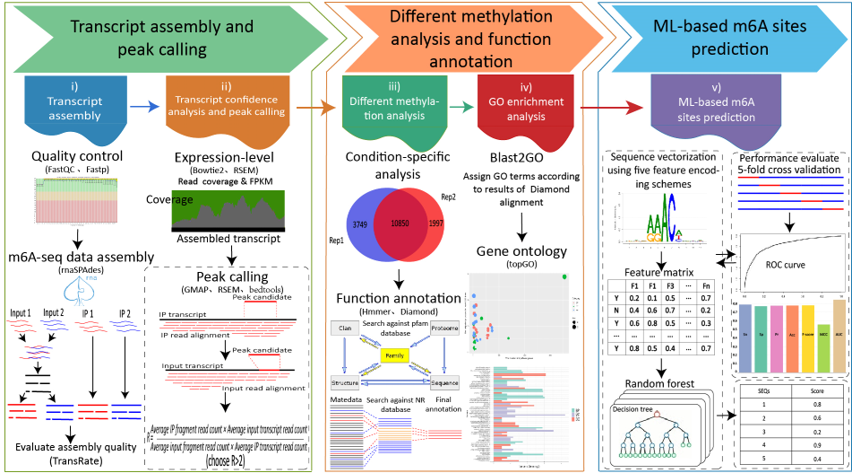 Transcript assembly and
peak calling
Different methylation
analysis and function
annotation
ML-based m6A sites
prediction
i)
Transcript
assembly
ii)
Transcript confidence
analysis and peak calling
iii)
Different methyla-
tion analysis
iv)
GO enrichment
analysis
v)
ML-based m6A
sites prediction
Quality control
(FastQC、Fastp)
m6A-seq data assembly
(rnaSPAdes)
Input 1
Input 2
IP 1
IP 2
Evaluate assembly quality
(TransRate)
Expression-level
(Bowtie2、RSEM)
Read coverage & FPKM
Coverage
Assembled transcript
Peak calling
(GMAP、RSEM、bedtools)
Peak candidate
IP transcript
IP read alignment
Peak candidate
Input transcript
Input read alignment
R=
Average IP fragment read count × Average input transcript read count
Average input fragment read count × Average IP transcript read count
(choose R>2)
Condition-specific
analysis
Rep2
3749
10850
1997
Rep1
Function annotation
(Hmmer、Diamond)
Search against pfam
database
Clan
Proteome
Family
Structure
Sequence
Matedata
Search against NR
database
Final
annotation
Blast2GO
Assign GO terms according
to results of Diamond
alignment
Gene ontology
(topGO)
Sequence vectorization
using five feature encod-
ing schemes
Feature matrix
F1 F1 F3 ... Fn
Y 0.2 0.1 0.5 ... 0.7
N 0.4 0.6 0.7 ... 0.2
Y 0.6 0.8 0.5 ... 0.3
... ... ... ... ...
Y 0.8 0.5 0.4 ... 0.7
Random forest
Decision tree
Performance evaluate
5-fold cross validation
ROC curve
SEQs Score
1 0.8
2 0.6
3 0.2
4 0.9
5 0.4